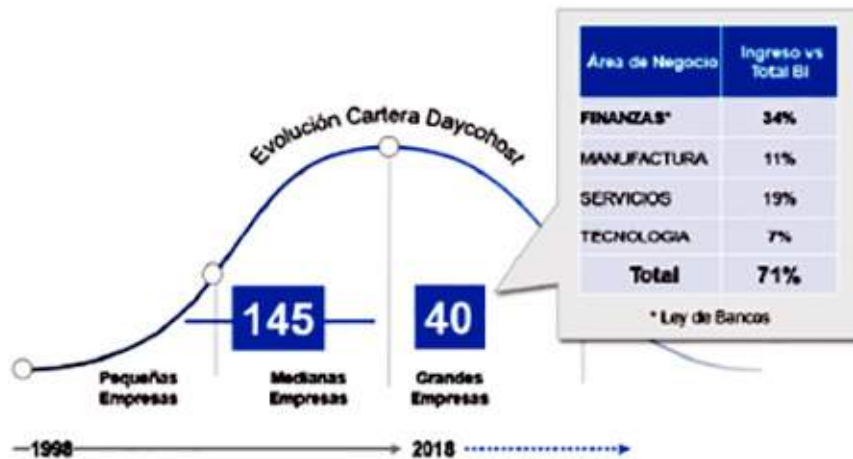 Evolución Cartera Daycohost
Área de Negocio
Ingreso vs
Total BI
FINANZAS*
34%
MANUFACTURA
11%
SERVICIOS
19%
TECNOLOGIA
7%
Total
71%
* Ley de Bancos
145
40
Pequeñas
Empresas
Medianas
Empresas
Grandes
Empresas
1998
2018